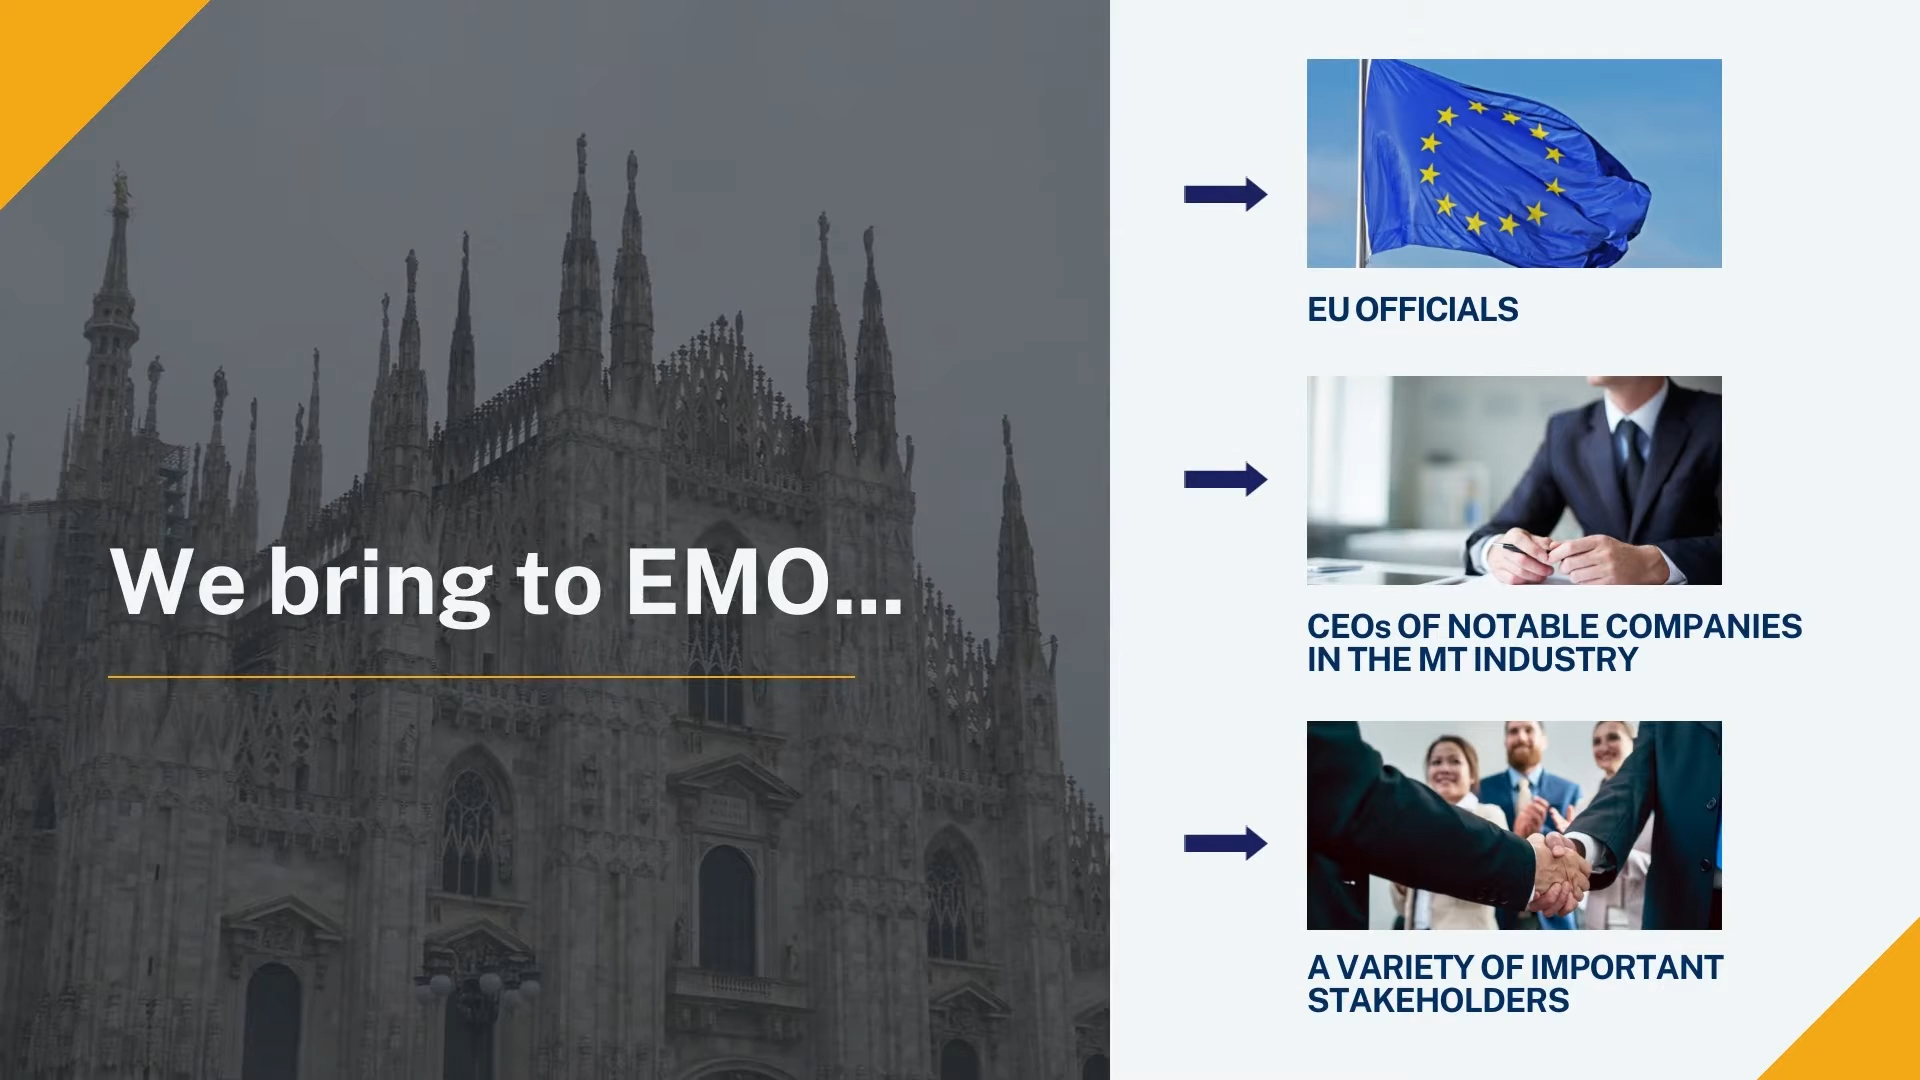 We bring to EMO...
EU OFFICIALS
CEOs OF NOTABLE COMPANIES
IN THE MT INDUSTRY
A VARIETY OF IMPORTANT
STAKEHOLDERS